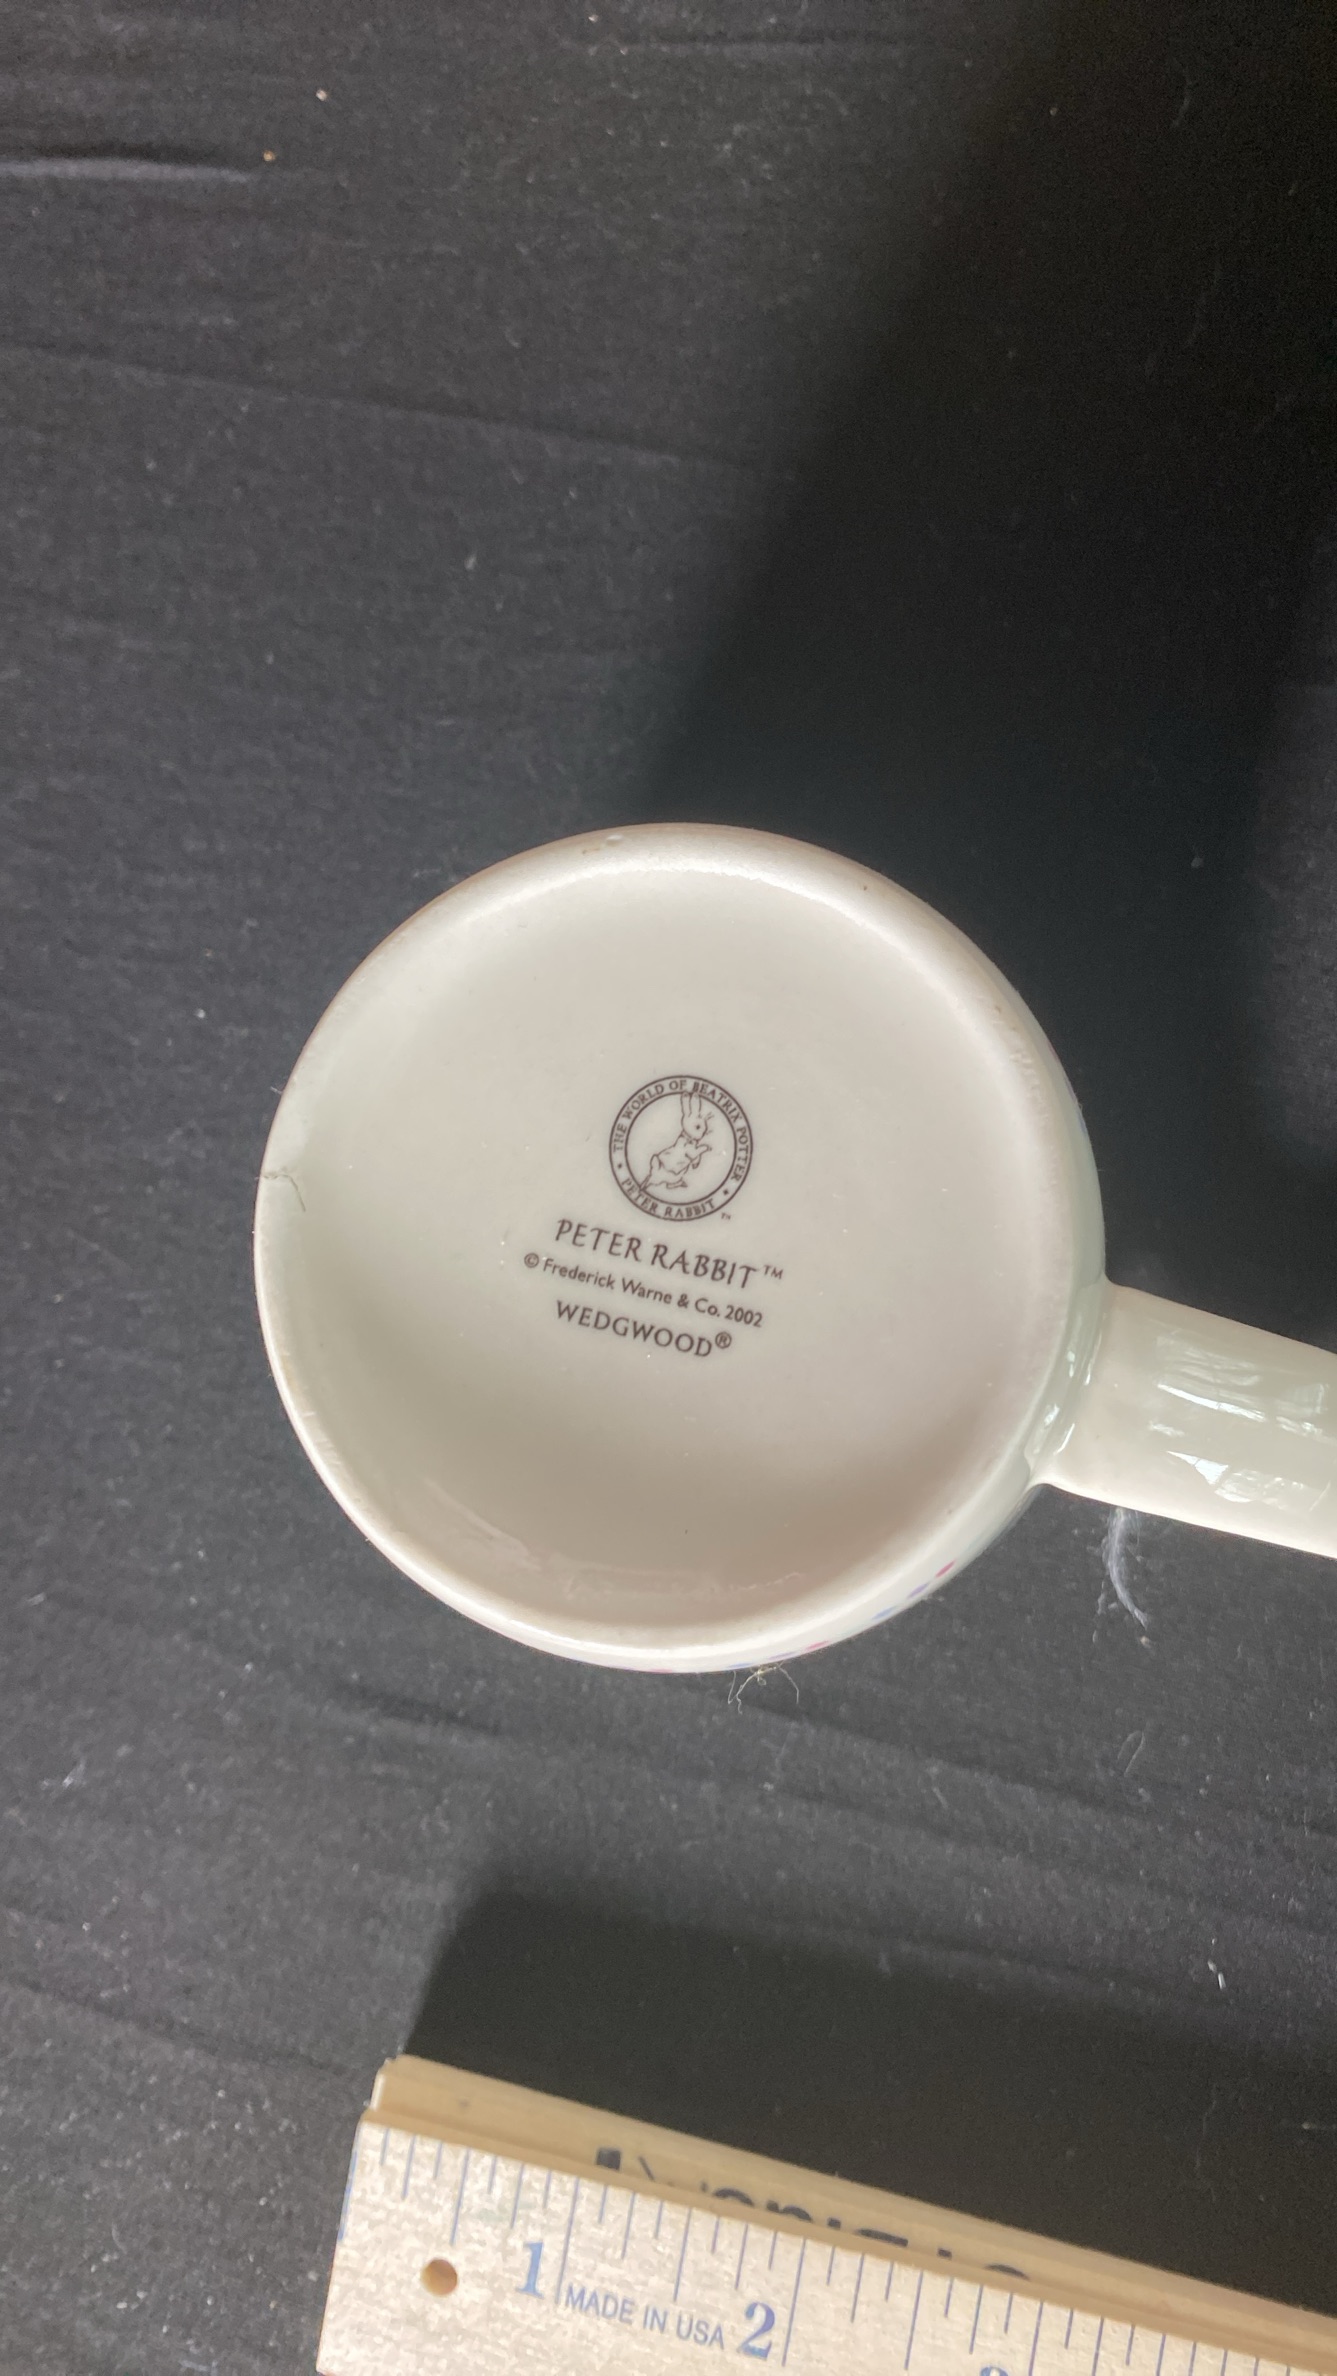 THE WORLD OF BEATRIX POTTER
• PETER RABBIT • ™
PETER RABBIT™
© Frederick Warne & Co. 2002
WEDGWOOD®
1 MADE IN USA 2